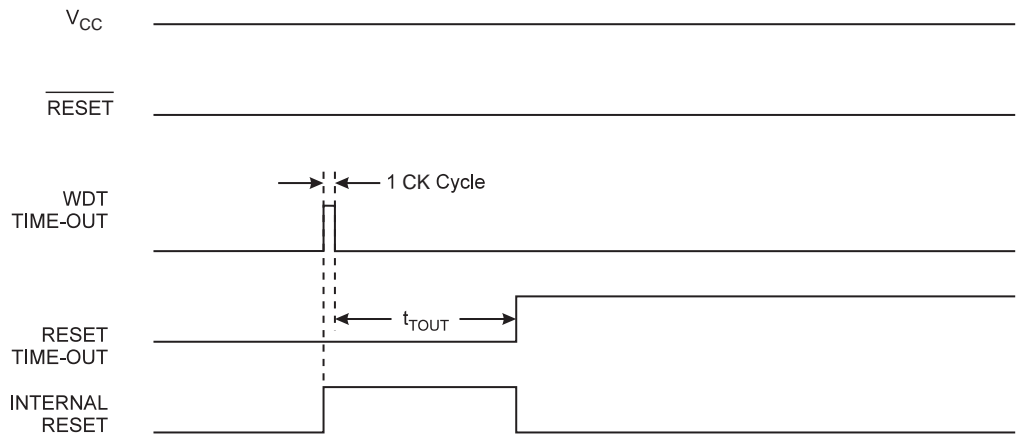 VCC
RESET
1 CK Cycle
WDT
TIME-OUT
tTOUT
RESET
TIME-OUT
INTERNAL
RESET